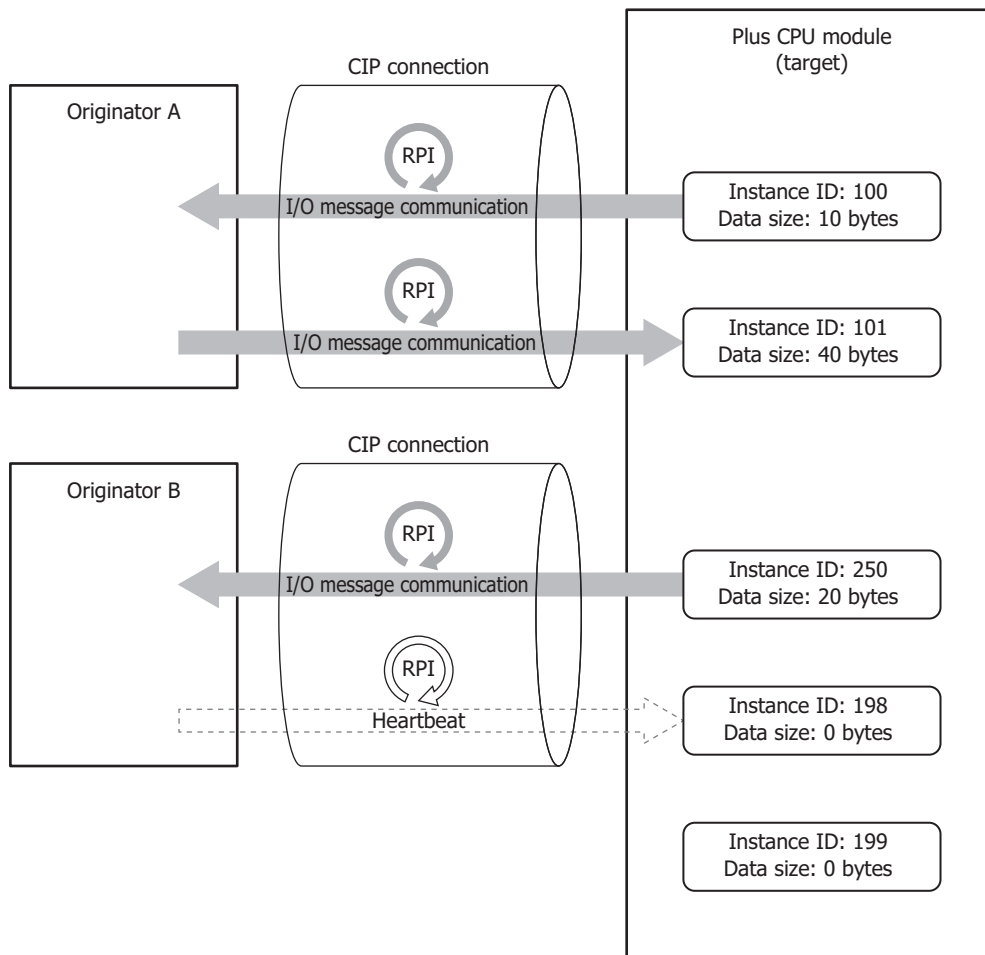 Plus CPU module
(target)
CIP connection
Originator A
RPI
I/O message communication
Instance ID: 100
Data size: 10 bytes
RPI
I/O message communication
Instance ID: 101
Data size: 40 bytes
CIP connection
Originator B
RPI
I/O message communication
Instance ID: 250
Data size: 20 bytes
RPI
Heartbeat
Instance ID: 198
Data size: 0 bytes
Instance ID: 199
Data size: 0 bytes